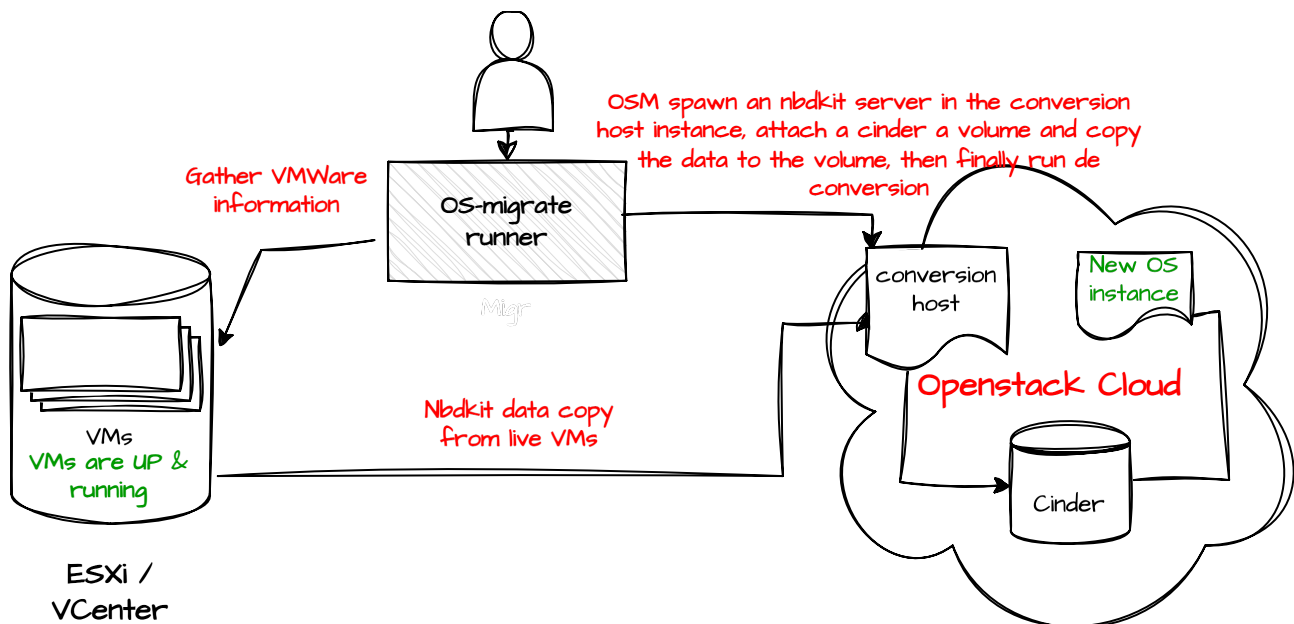 OSM spawn an nbdkit server in the conversion
host instance, attach a cinder a volume and copy
the data to the volume, then finally run de
conversion
Gather VMWare
information
OS-migrate
runner
Migr
conversion
host
New OS
instance
Openstack Cloud
Nbdkit data copy
from live VMs
VMs
VMs are UP &
running
Cinder
ESXi /
VCenter